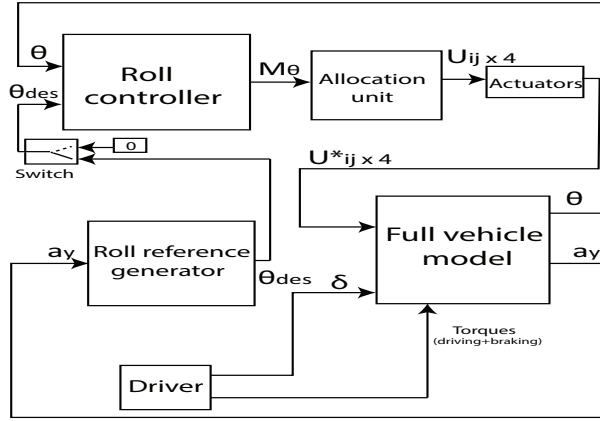 θ
Roll
controller
θdes
Mθ
Allocation
unit
Uij x 4
Actuators
0
Switch
U*ij x 4
ay
Roll reference
generator
θdes
δ
Full vehicle
model
θ
ay
Torques
(driving+braking)
Driver